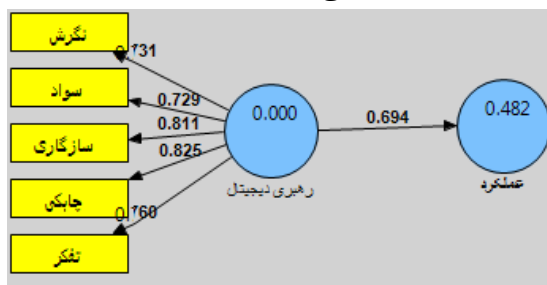 نگرش
0.731
سواد
0.729
سازگاری
0.811
چابکی
0.825
تفکر
0.760
0.000
رهبری دیجیتال
0.694
0.482
عملکرد